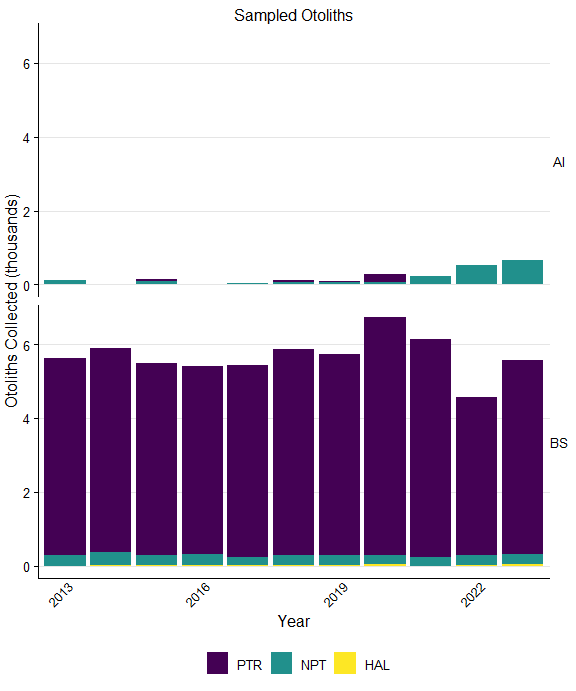 Sampled Otoliths
6
4
2
0
AI
Otoliths Collected (thousands)
6
4
2
0
BS
2013
2016
2019
2022
Year
PTR NPT HAL